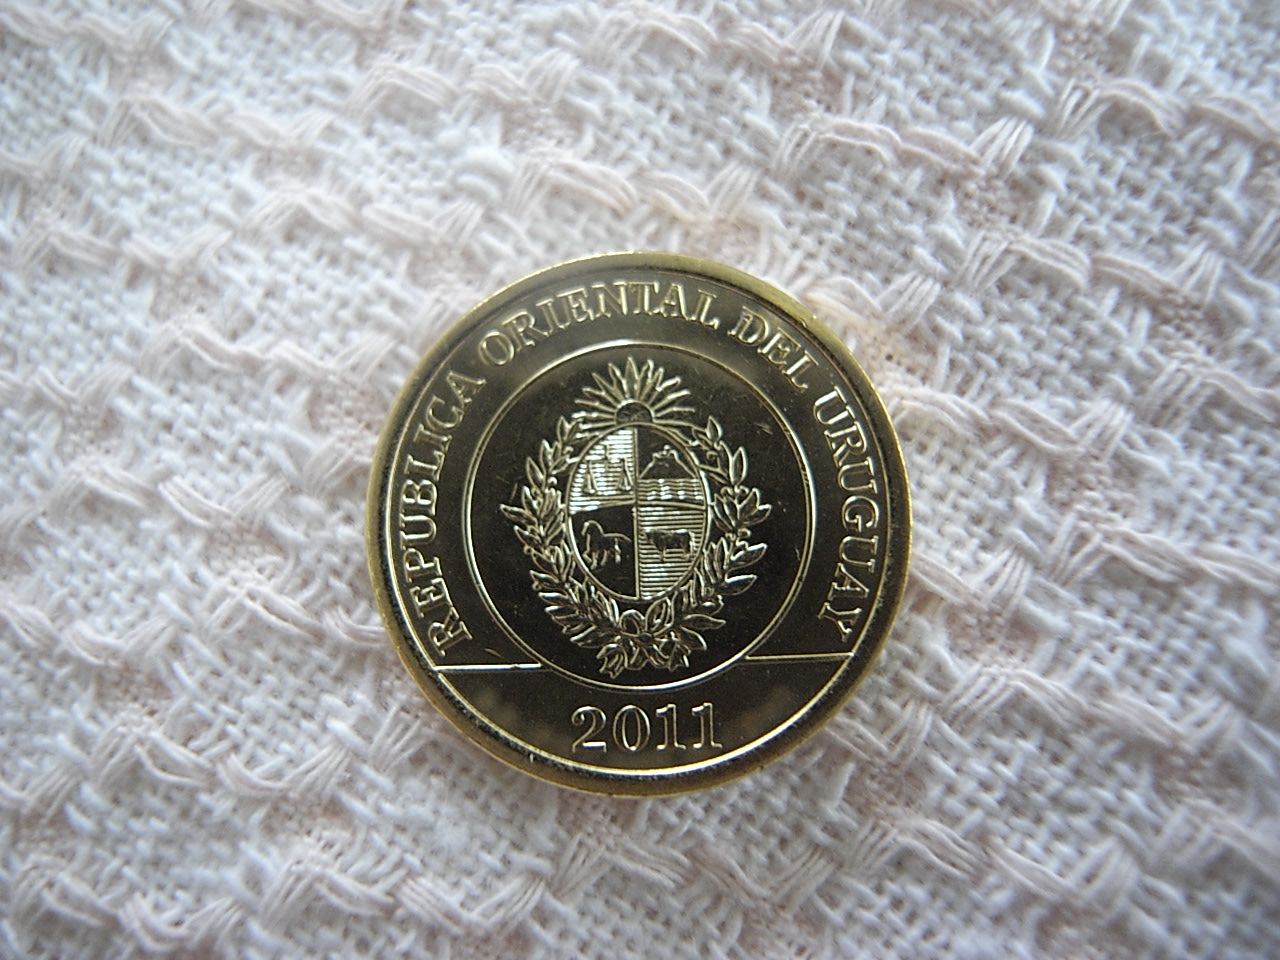 REPUBLICA ORIENTAL DEL URUGUAY
2011